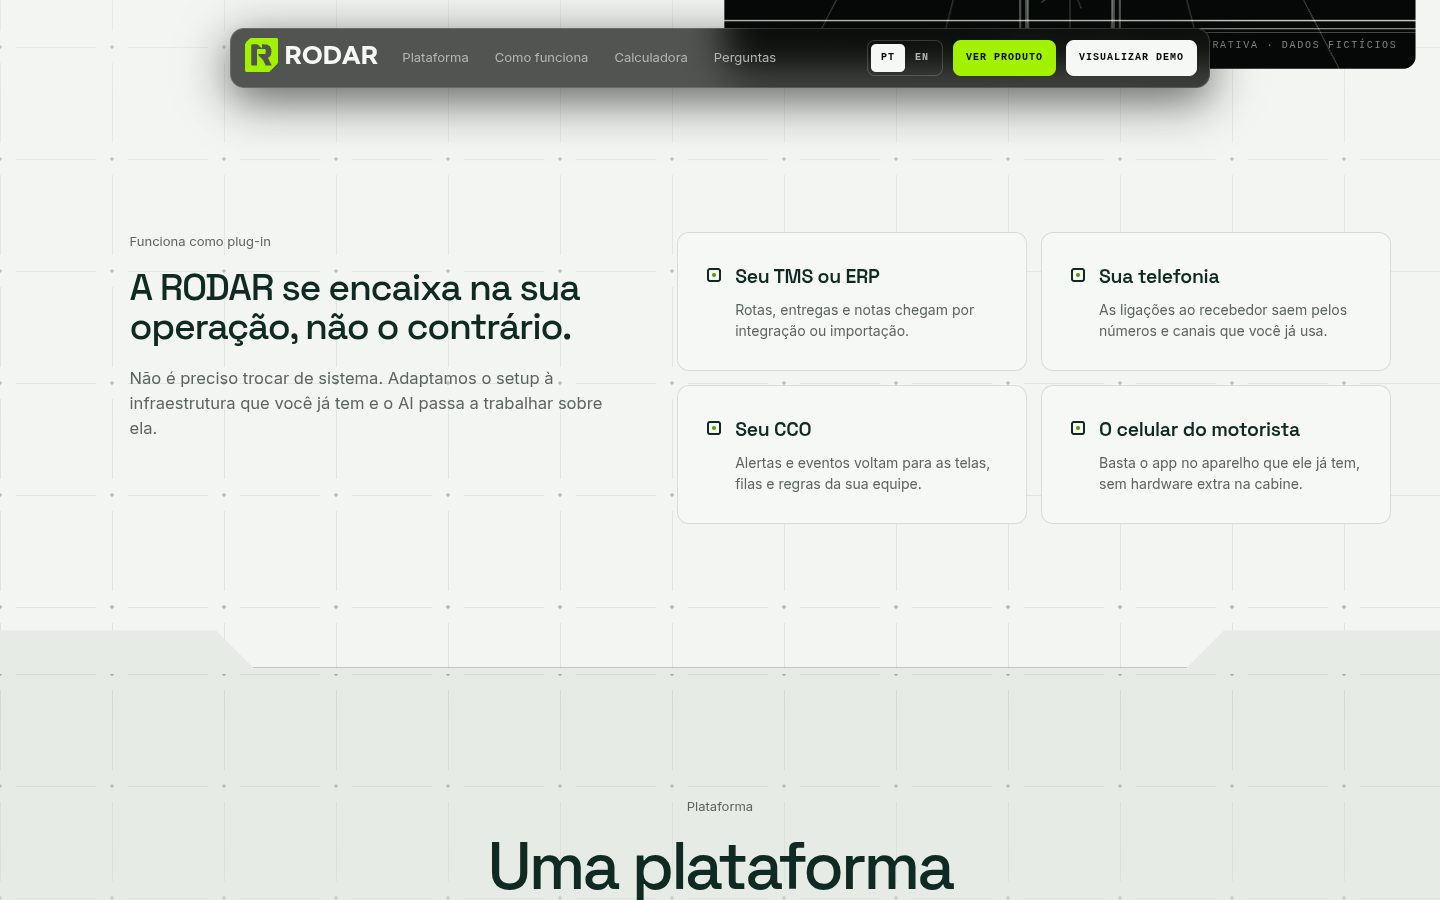 RODAR
Plataforma
Como funciona
Calculadora
Perguntas
PT
EN
VER PRODUTO
VISUALIZAR DEMO
· DADOS FICTÍCIOS
Funciona como plug-in
A RODAR se encaixa na sua
operação, não o contrário.
Não é preciso trocar de sistema. Adaptamos o setup à
infraestrutura que você já tem e o AI passa a trabalhar sobre
ela.
Seu TMS ou ERP
Rotas, entregas e notas chegam por
integração ou importação.
Sua telefonia
As ligações ao recebedor saem pelos
números e canais que você já usa.
Seu CCO
Alertas e eventos voltam para as telas,
filas e regras da sua equipe.
O celular do motorista
Basta o app no aparelho que ele já tem,
sem hardware extra na cabine.
Plataforma
Uma plataforma